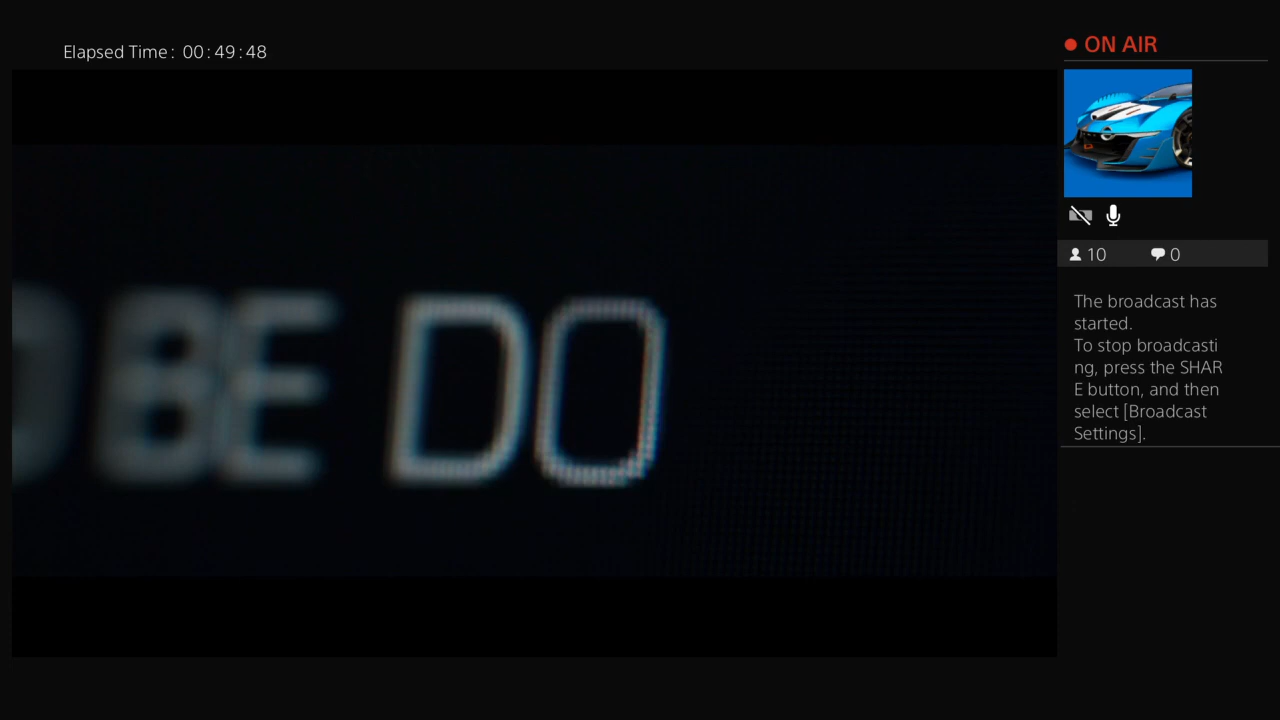 Elapsed Time: 00:49:48
ON AIR
10 0
BE DO
The broadcast has
started.
To stop broadcasti
ng, press the SHAR
E button, and then
select [Broadcast
Settings].